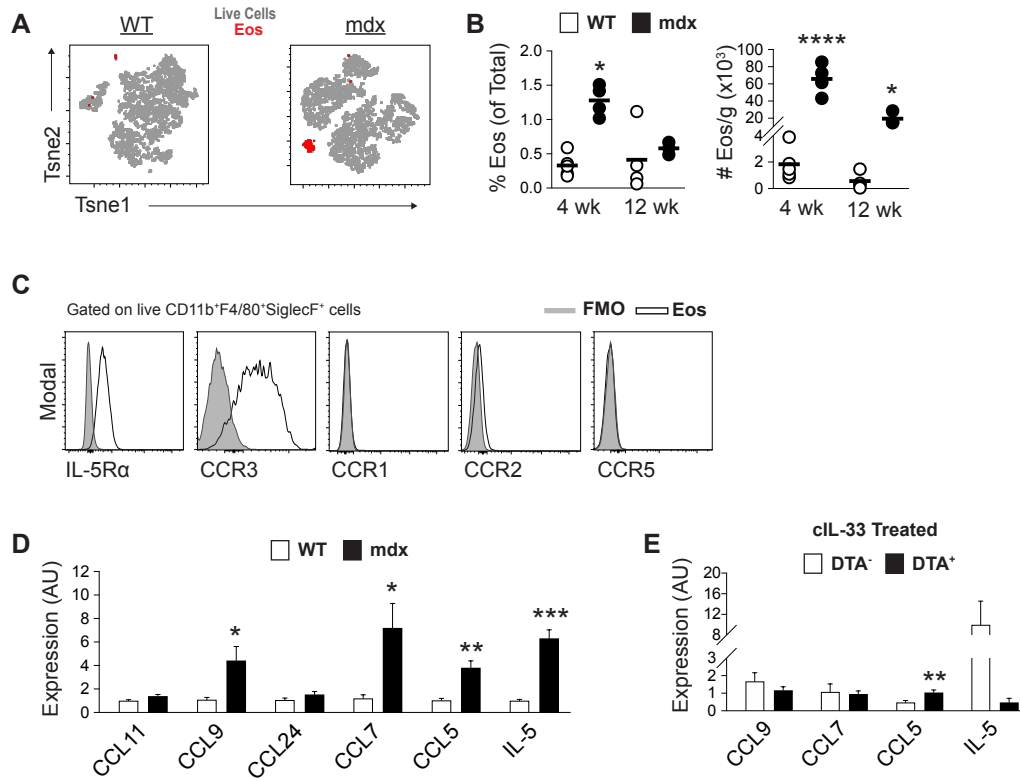 A
WT
Live Cells
Eos
mdx
Tsne2
Tsne1
B
WT mdx
% Eos (of Total)
2.0
1.5
1.0
0.5
0.0
*
4 wk 12 wk
# Eos/g (x10³)
100
80
60
40
20
4
2
0
****
*
4 wk 12 wk
C
Gated on live CD11b⁺F4/80⁺SiglecF⁺ cells
FMO Eos
Modal
IL-5Rα CCR3 CCR1 CCR2 CCR5
D
WT mdx
Expression (AU)
12
10
8
6
4
2
0
* * ** ***
CCL11 CCL9 CCL24 CCL7 CCL5 IL-5
E
cIL-33 Treated
DTA⁻ DTA⁺
Expression (AU)
20
16
12
8
3
2
1
0
**
CCL9 CCL7 CCL5 IL-5